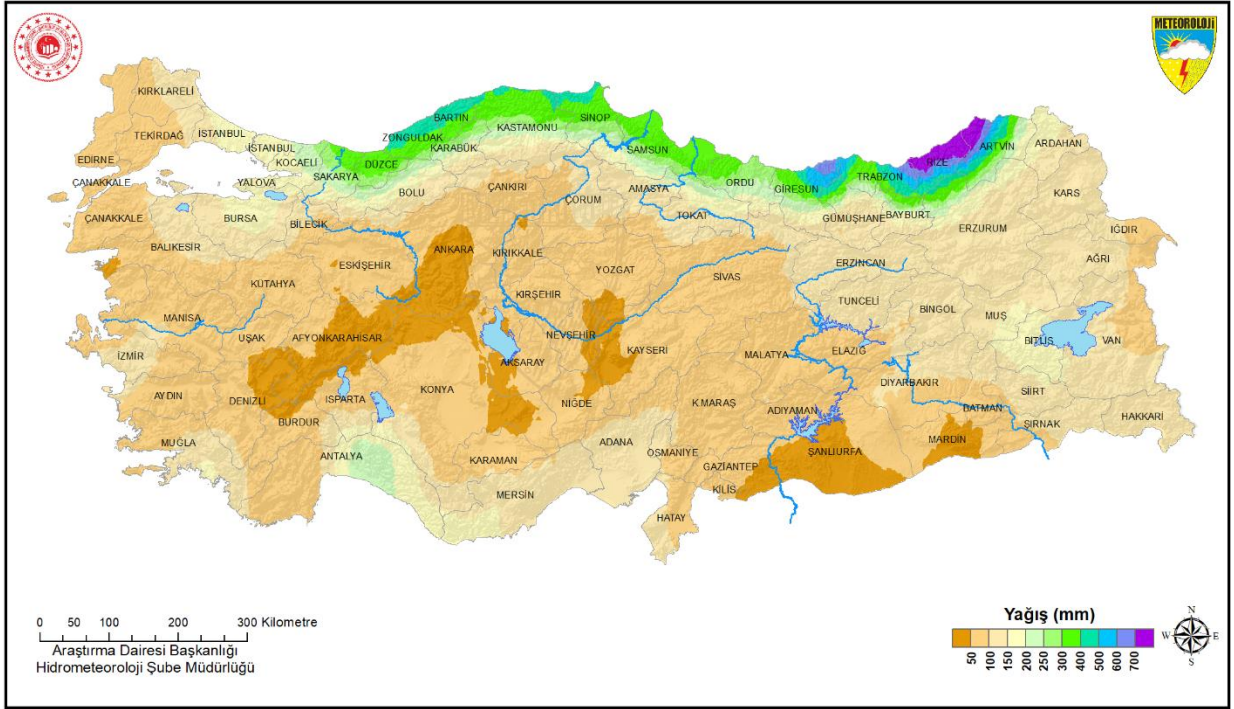 METEOROLOJİ
KIRKLARELİ
TEKİRDAĞ
İSTANBUL
EDİRNE
İSTANBUL
KOCAELİ
SAKARYA
DÜZCE
ZONGULDAK
BARTIN
KARABÜK
KASTAMONU
SİNOP
SAMSUN
ORDU
GİRESUN
TRABZON
RİZE
ARTVİN
ARDAHAN
ÇANAKKALE
YALOVA
BOLU
ÇANKIRI
ÇORUM
AMASYA
TOKAT
GÜMÜŞHANE
BAYBURT
KARS
ÇANAKKALE
BURSA
BİLECİK
ERZURUM
IĞDIR
BALIKESİR
ESKİŞEHİR
ANKARA
KIRIKKALE
YOZGAT
SİVAS
ERZİNCAN
AĞRI
KÜTAHYA
KIRŞEHİR
TUNCELİ
BİNGÖL
MUŞ
MANİSA
UŞAK
AFYONKARAHİSAR
NEVŞEHİR
KAYSERİ
MALATYA
ELAZIĞ
BİTLİS
VAN
İZMİR
AKSARAY
AYDIN
DENİZLİ
ISPARTA
KONYA
NİĞDE
K.MARAŞ
ADIYAMAN
DİYARBAKIR
BATMAN
SİİRT
BURDUR
ŞIRNAK
HAKKARİ
MUĞLA
ANTALYA
KARAMAN
ADANA
OSMANİYE
GAZİANTEP
ŞANLIURFA
MARDİN
MERSİN
KİLİS
HATAY
0 50 100 200 300 Kilometre
Araştırma Dairesi Başkanlığı
Hidrometeoroloji Şube Müdürlüğü
Yağış (mm)
50 100 150 200 250 300 400 500 600 700
N
W E
S